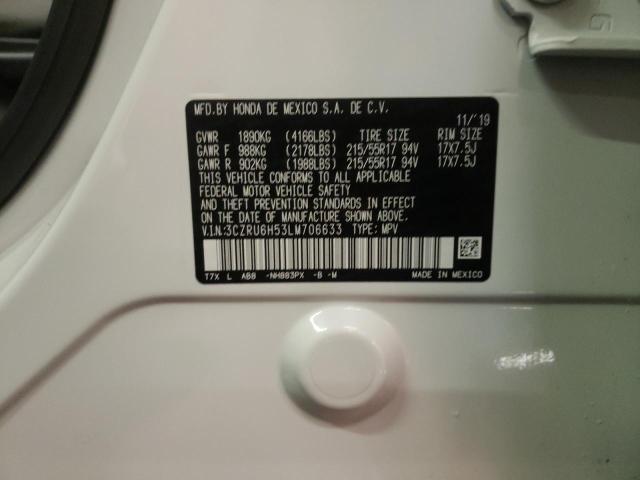 G
MFD.BY HONDA DE MEXICO S.A. DE C.V.
11/'19
GVWR 1890KG (4166LBS) TIRE SIZE RIM SIZE
GAWR F 988KG (2178LBS) 215/55R17 94V 17X7.5J
GAWR R 902KG (1988LBS) 215/55R17 94V 17X7.5J
THIS VEHICLE CONFORMS TO ALL APPLICABLE
FEDERAL MOTOR VEHICLE SAFETY
AND THEFT PREVENTION STANDARDS IN EFFECT
ON THE DATE OF MANUFACTURE SHOWN ABOVE.
V.I.N.:3CZRU6H53LM706633 TYPE: MPV
T7X L AB8 -NH883PX -B -M MADE IN MEXICO